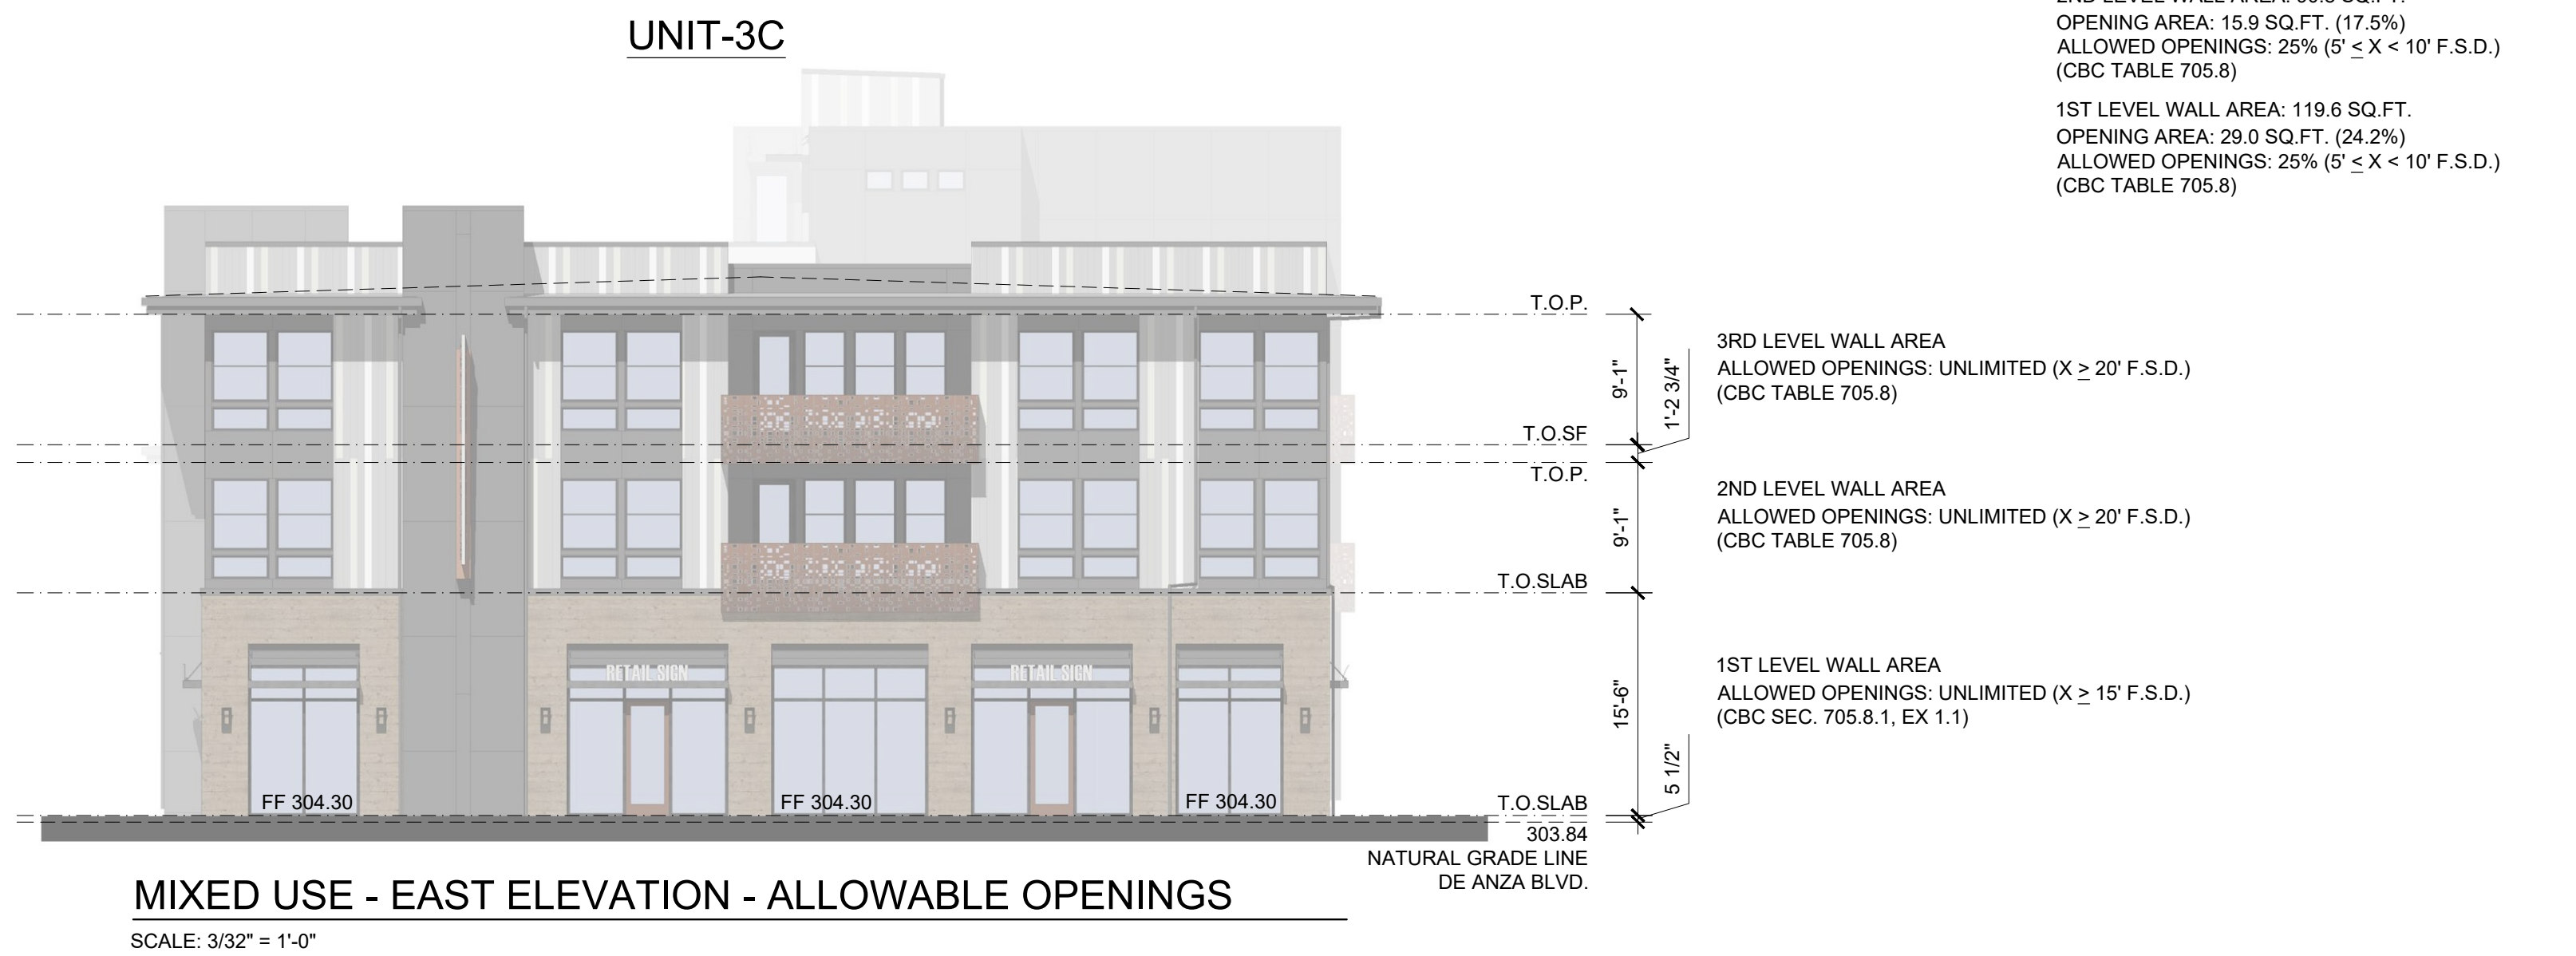 UNIT-3C
OPENING AREA: 15.9 SQ.FT. (17.5%)
ALLOWED OPENINGS: 25% (5' ≤ X < 10' F.S.D.)
(CBC TABLE 705.8)
1ST LEVEL WALL AREA: 119.6 SQ.FT.
OPENING AREA: 29.0 SQ.FT. (24.2%)
ALLOWED OPENINGS: 25% (5' ≤ X < 10' F.S.D.)
(CBC TABLE 705.8)
T.O.P.
9'-1"
1'-2 3/4"
3RD LEVEL WALL AREA
ALLOWED OPENINGS: UNLIMITED (X ≥ 20' F.S.D.)
(CBC TABLE 705.8)
T.O.SF
T.O.P.
9'-1"
2ND LEVEL WALL AREA
ALLOWED OPENINGS: UNLIMITED (X ≥ 20' F.S.D.)
(CBC TABLE 705.8)
T.O.SLAB
RETAIL SIGN
RETAIL SIGN
15'-6"
1ST LEVEL WALL AREA
ALLOWED OPENINGS: UNLIMITED (X ≥ 15' F.S.D.)
(CBC SEC. 705.8.1, EX 1.1)
5 1/2"
FF 304.30
FF 304.30
FF 304.30
T.O.SLAB
303.84
NATURAL GRADE LINE
DE ANZA BLVD.
MIXED USE - EAST ELEVATION - ALLOWABLE OPENINGS
SCALE: 3/32" = 1'-0"